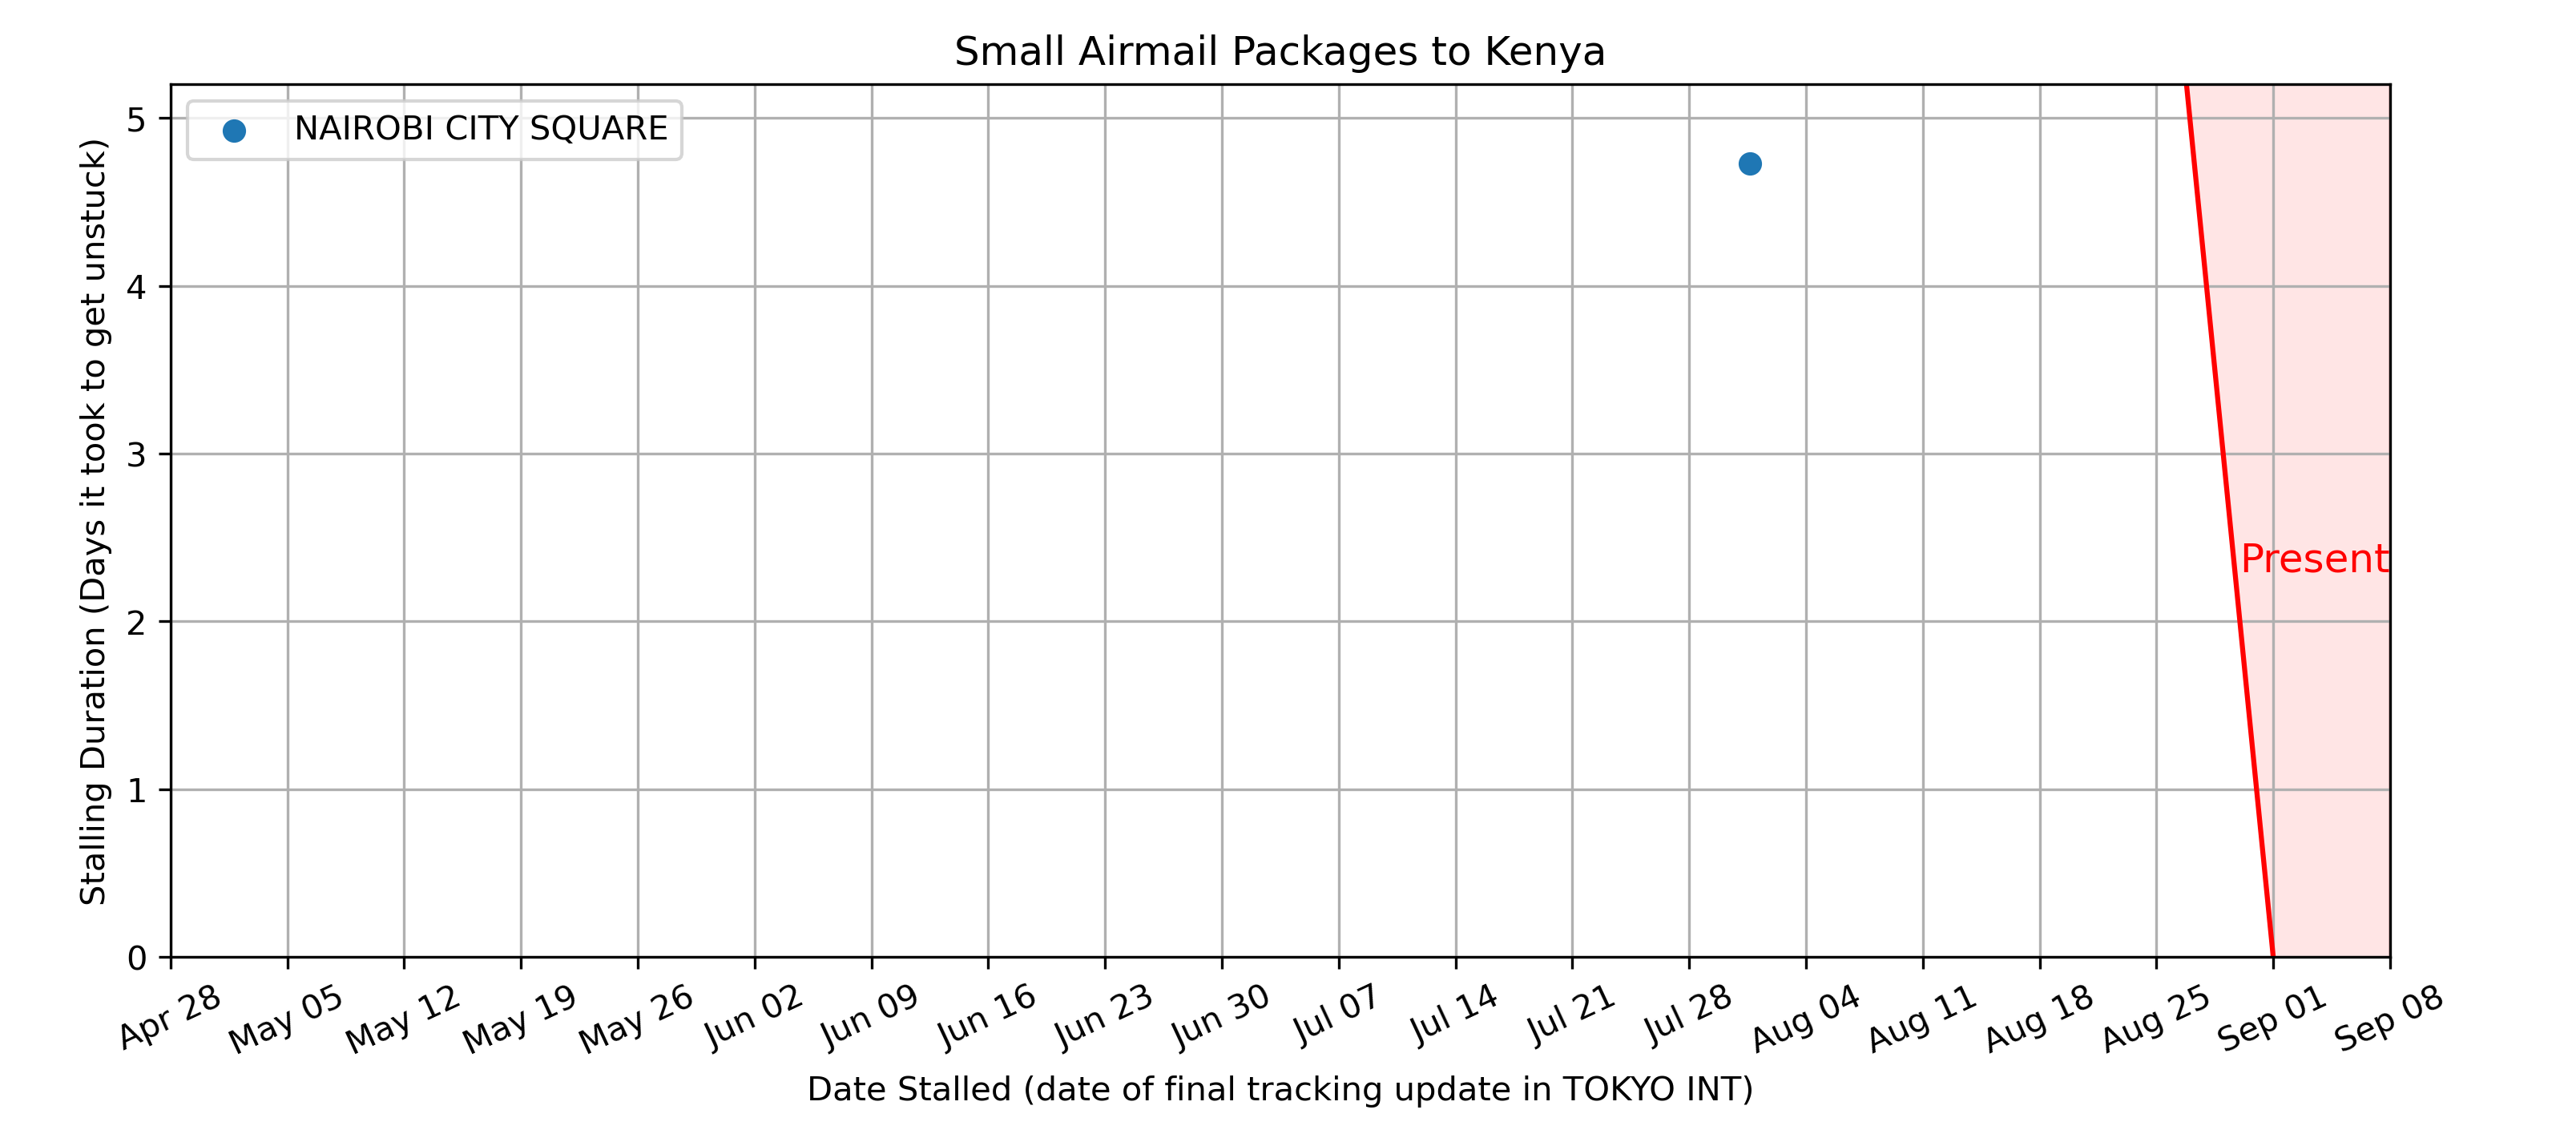 Small Airmail Packages to Kenya
NAIROBI CITY SQUARE
Stalling Duration (Days it took to get unstuck)
5
4
3
2
1
0
Present
Apr 28
May 05
May 12
May 19
May 26
Jun 02
Jun 09
Jun 16
Jun 23
Jun 30
Jul 07
Jul 14
Jul 21
Jul 28
Aug 04
Aug 11
Aug 18
Aug 25
Sep 01
Sep 08
Date Stalled (date of final tracking update in TOKYO INT)